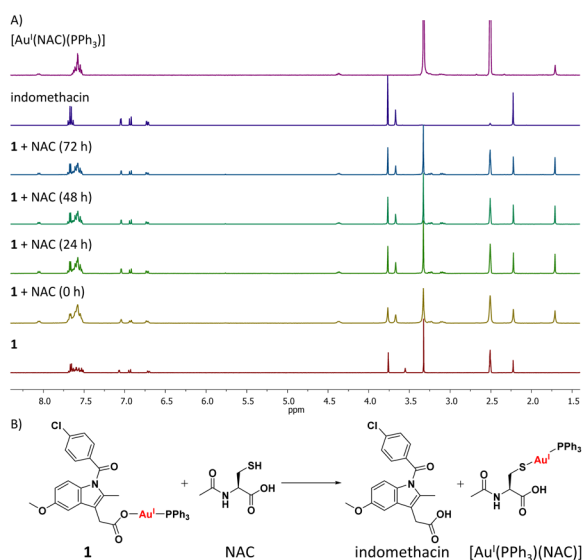 A)
[Au^I(NAC)(PPh₃)]
indomethacin
1 + NAC (72 h)
1 + NAC (48 h)
1 + NAC (24 h)
1 + NAC (0 h)
1
8.0 7.5 7.0 6.5 6.0 5.5 5.0 4.5 4.0 3.5 3.0 2.5 2.0 1.5
ppm
B)
Cl
O
N
O
O
O
Au^I
PPh₃
1
+
SH
O
N
H
O
OH
NAC
Cl
O
N
O
OH
O
indomethacin
+
S
Au^I
PPh₃
O
N
H
OH
O
[Au^I(PPh₃)(NAC)]